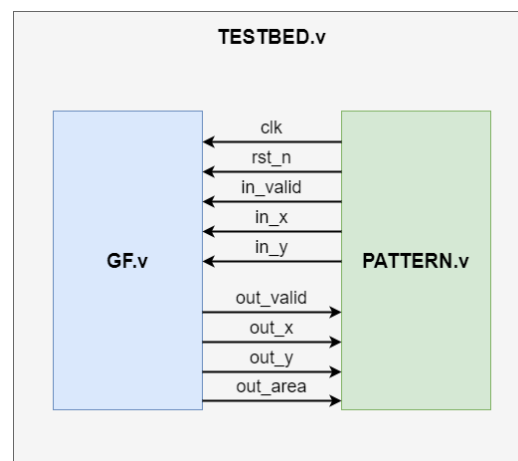 TESTBED.v
clk
rst_n
in_valid
in_x
in_y
GF.v
PATTERN.v
out_valid
out_x
out_y
out_area